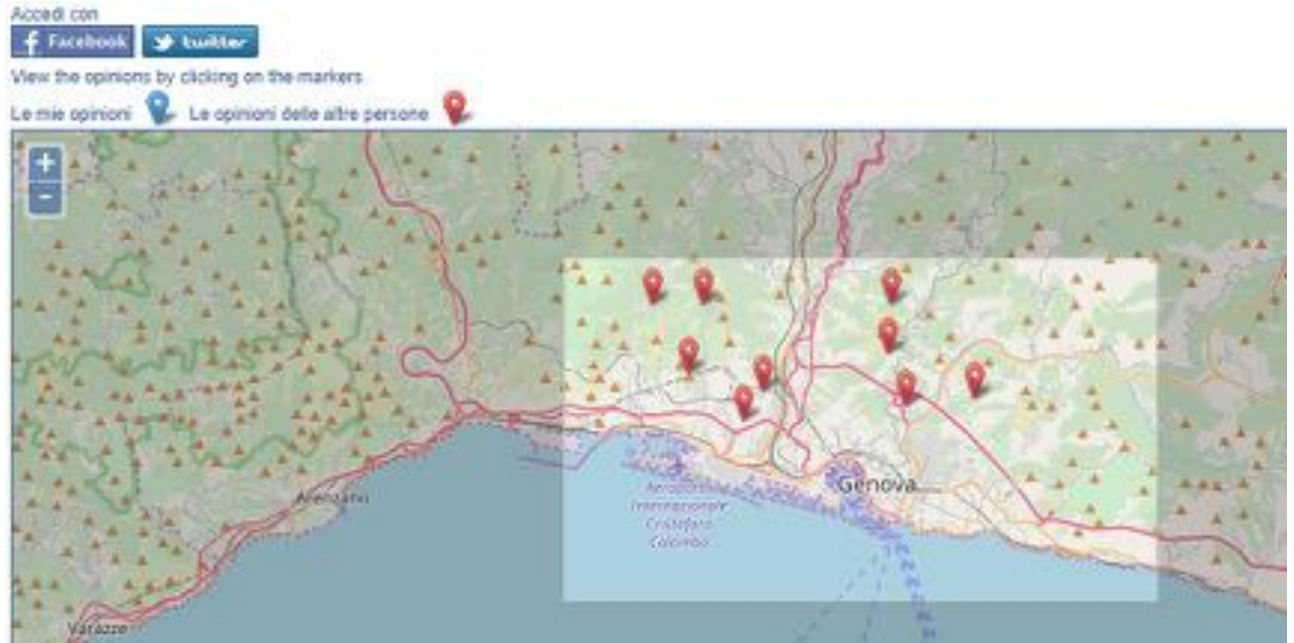 Accedi con
Facebook twitter
View the opinions by clicking on the markers.
Le mie opinioni Le opinioni delle altre persone
+
−
Arenzano
Genova
Aeroporto
Internazionale
Cristoforo
Colombo
Varazze